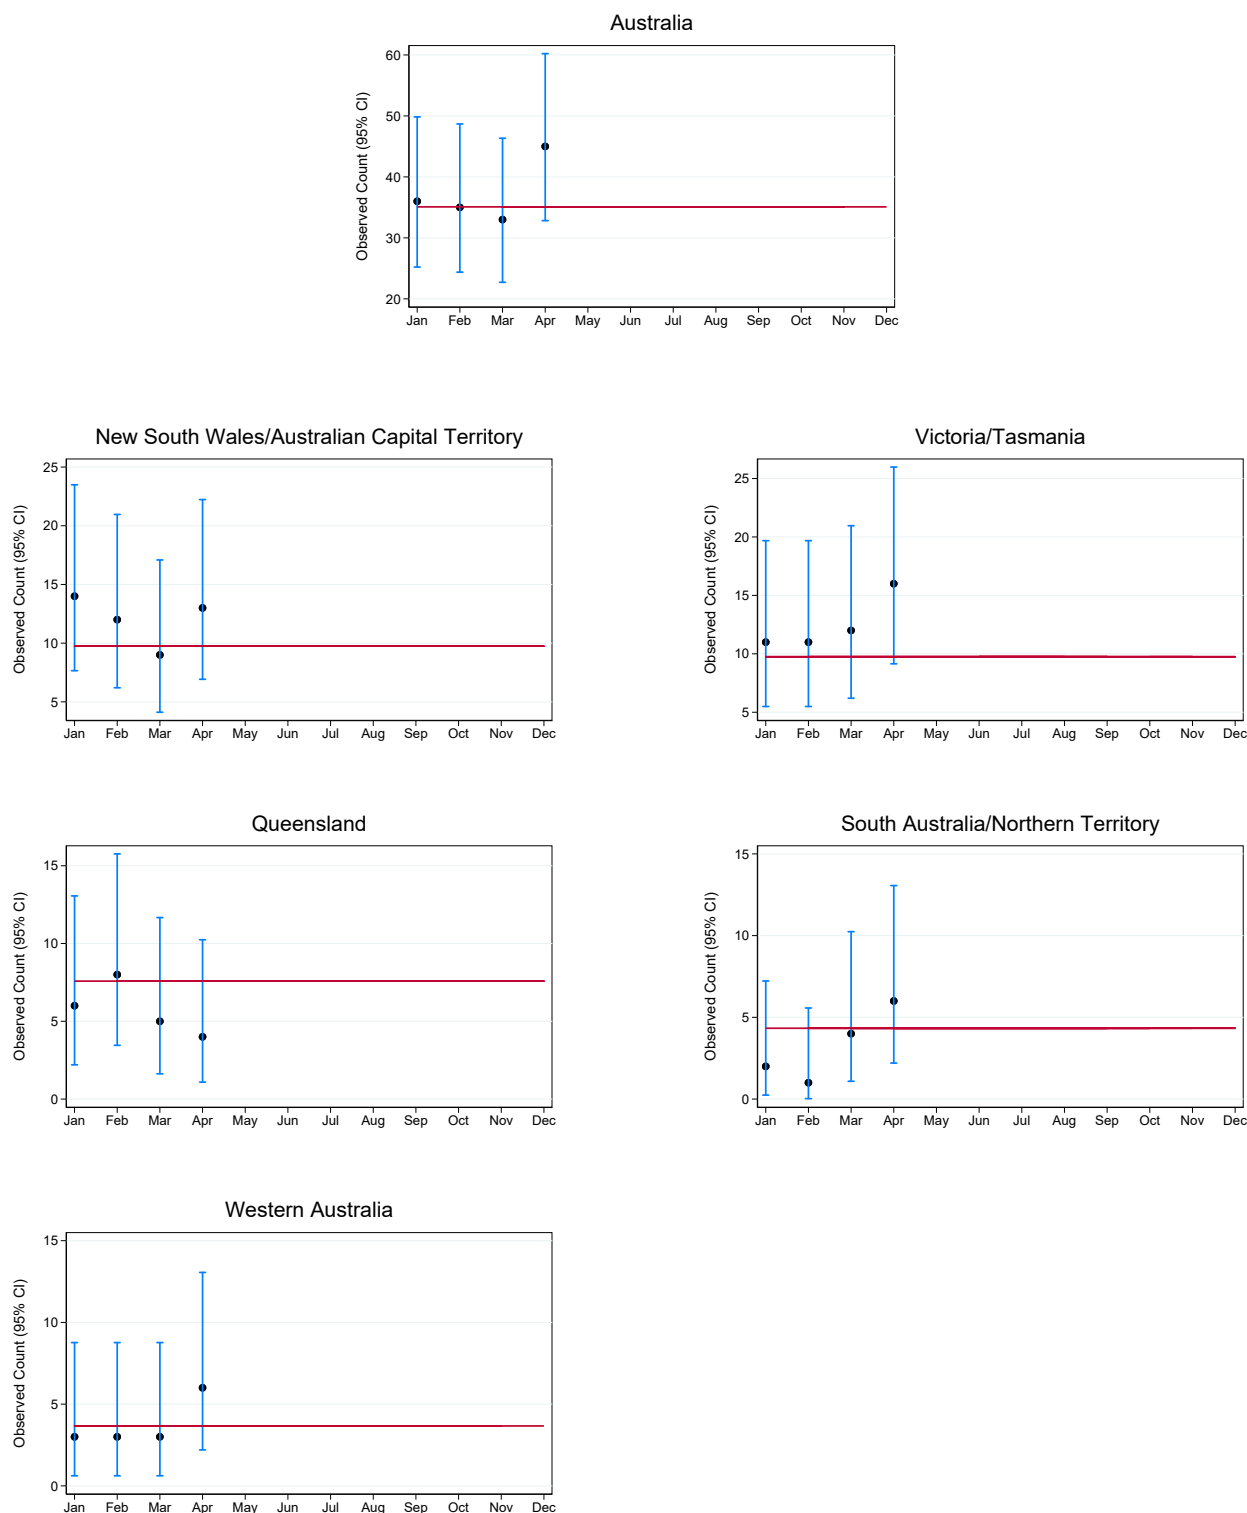 Australia
Observed Count (95% CI)
60
50
40
30
20
Jan Feb Mar Apr May Jun Jul Aug Sep Oct Nov Dec
New South Wales/Australian Capital Territory
Observed Count (95% CI)
25
20
15
10
5
Jan Feb Mar Apr May Jun Jul Aug Sep Oct Nov Dec
Victoria/Tasmania
Observed Count (95% CI)
25
20
15
10
5
Jan Feb Mar Apr May Jun Jul Aug Sep Oct Nov Dec
Queensland
Observed Count (95% CI)
15
10
5
0
Jan Feb Mar Apr May Jun Jul Aug Sep Oct Nov Dec
South Australia/Northern Territory
Observed Count (95% CI)
15
10
5
0
Jan Feb Mar Apr May Jun Jul Aug Sep Oct Nov Dec
Western Australia
Observed Count (95% CI)
15
10
5
0
Jan Feb Mar Apr May Jun Jul Aug Sep Oct Nov Dec